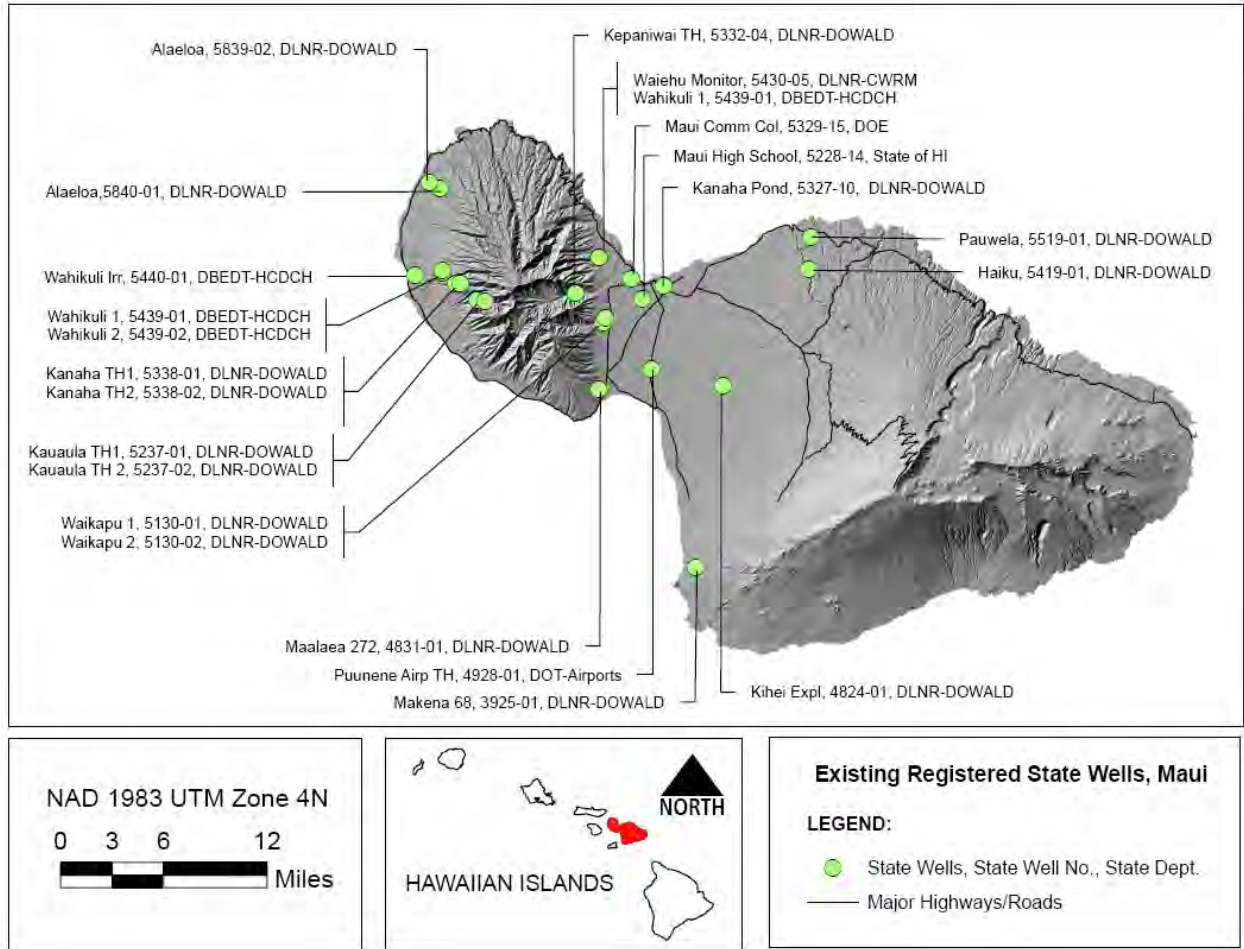 Alaeloa, 5839-02, DLNR-DOWALD
Kepaniwai TH, 5332-04, DLNR-DOWALD
Waiehu Monitor, 5430-05, DLNR-CWRM
Wahikuli 1, 5439-01, DBEDT-HCDCH
Maui Comm Col, 5329-15, DOE
Maui High School, 5228-14, State of HI
Kanaha Pond, 5327-10, DLNR-DOWALD
Alaeloa,5840-01, DLNR-DOWALD
Pauwela, 5519-01, DLNR-DOWALD
Haiku, 5419-01, DLNR-DOWALD
Wahikuli Irr, 5440-01, DBEDT-HCDCH
Wahikuli 1, 5439-01, DBEDT-HCDCH
Wahikuli 2, 5439-02, DBEDT-HCDCH
Kanaha TH1, 5338-01, DLNR-DOWALD
Kanaha TH2, 5338-02, DLNR-DOWALD
Kauaula TH1, 5237-01, DLNR-DOWALD
Kauaula TH 2, 5237-02, DLNR-DOWALD
Waikapu 1, 5130-01, DLNR-DOWALD
Waikapu 2, 5130-02, DLNR-DOWALD
Maalaea 272, 4831-01, DLNR-DOWALD
Puunene Airp TH, 4928-01, DOT-Airports
Makena 68, 3925-01, DLNR-DOWALD
Kihei Expl, 4824-01, DLNR-DOWALD
NAD 1983 UTM Zone 4N
0 3 6 12
Miles
NORTH
HAWAIIAN ISLANDS
Existing Registered State Wells, Maui
LEGEND:
State Wells, State Well No., State Dept.
Major Highways/Roads